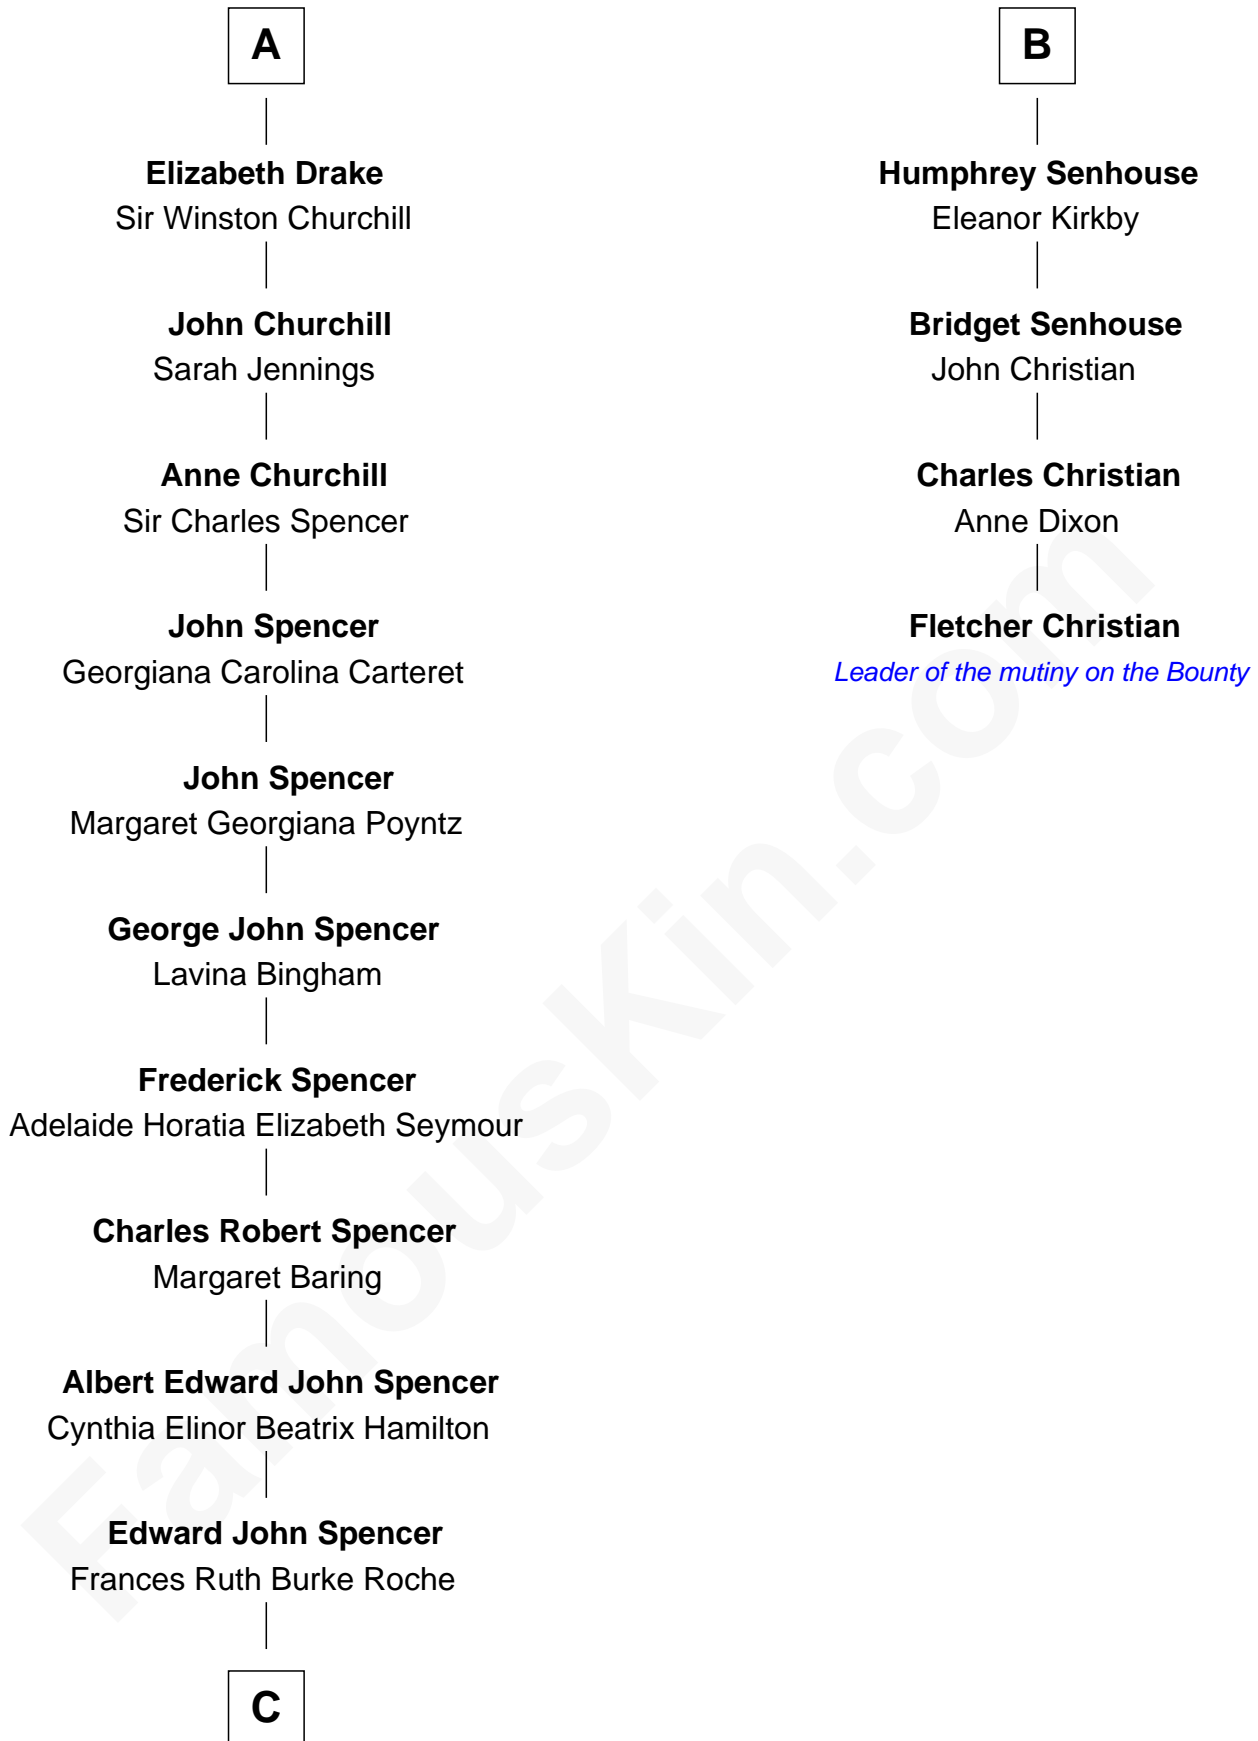 A
Elizabeth Drake
Sir Winston Churchill
John Churchill
Sarah Jennings
Anne Churchill
Sir Charles Spencer
John Spencer
Georgiana Carolina Carteret
John Spencer
Margaret Georgiana Poyntz
George John Spencer
Lavina Bingham
Frederick Spencer
Adelaide Horatia Elizabeth Seymour
Charles Robert Spencer
Margaret Baring
Albert Edward John Spencer
Cynthia Elinor Beatrix Hamilton
Edward John Spencer
Frances Ruth Burke Roche
C
B
Humphrey Senhouse
Eleanor Kirkby
Bridget Senhouse
John Christian
Charles Christian
Anne Dixon
Fletcher Christian
Leader of the mutiny on the Bounty
FamousKin.com